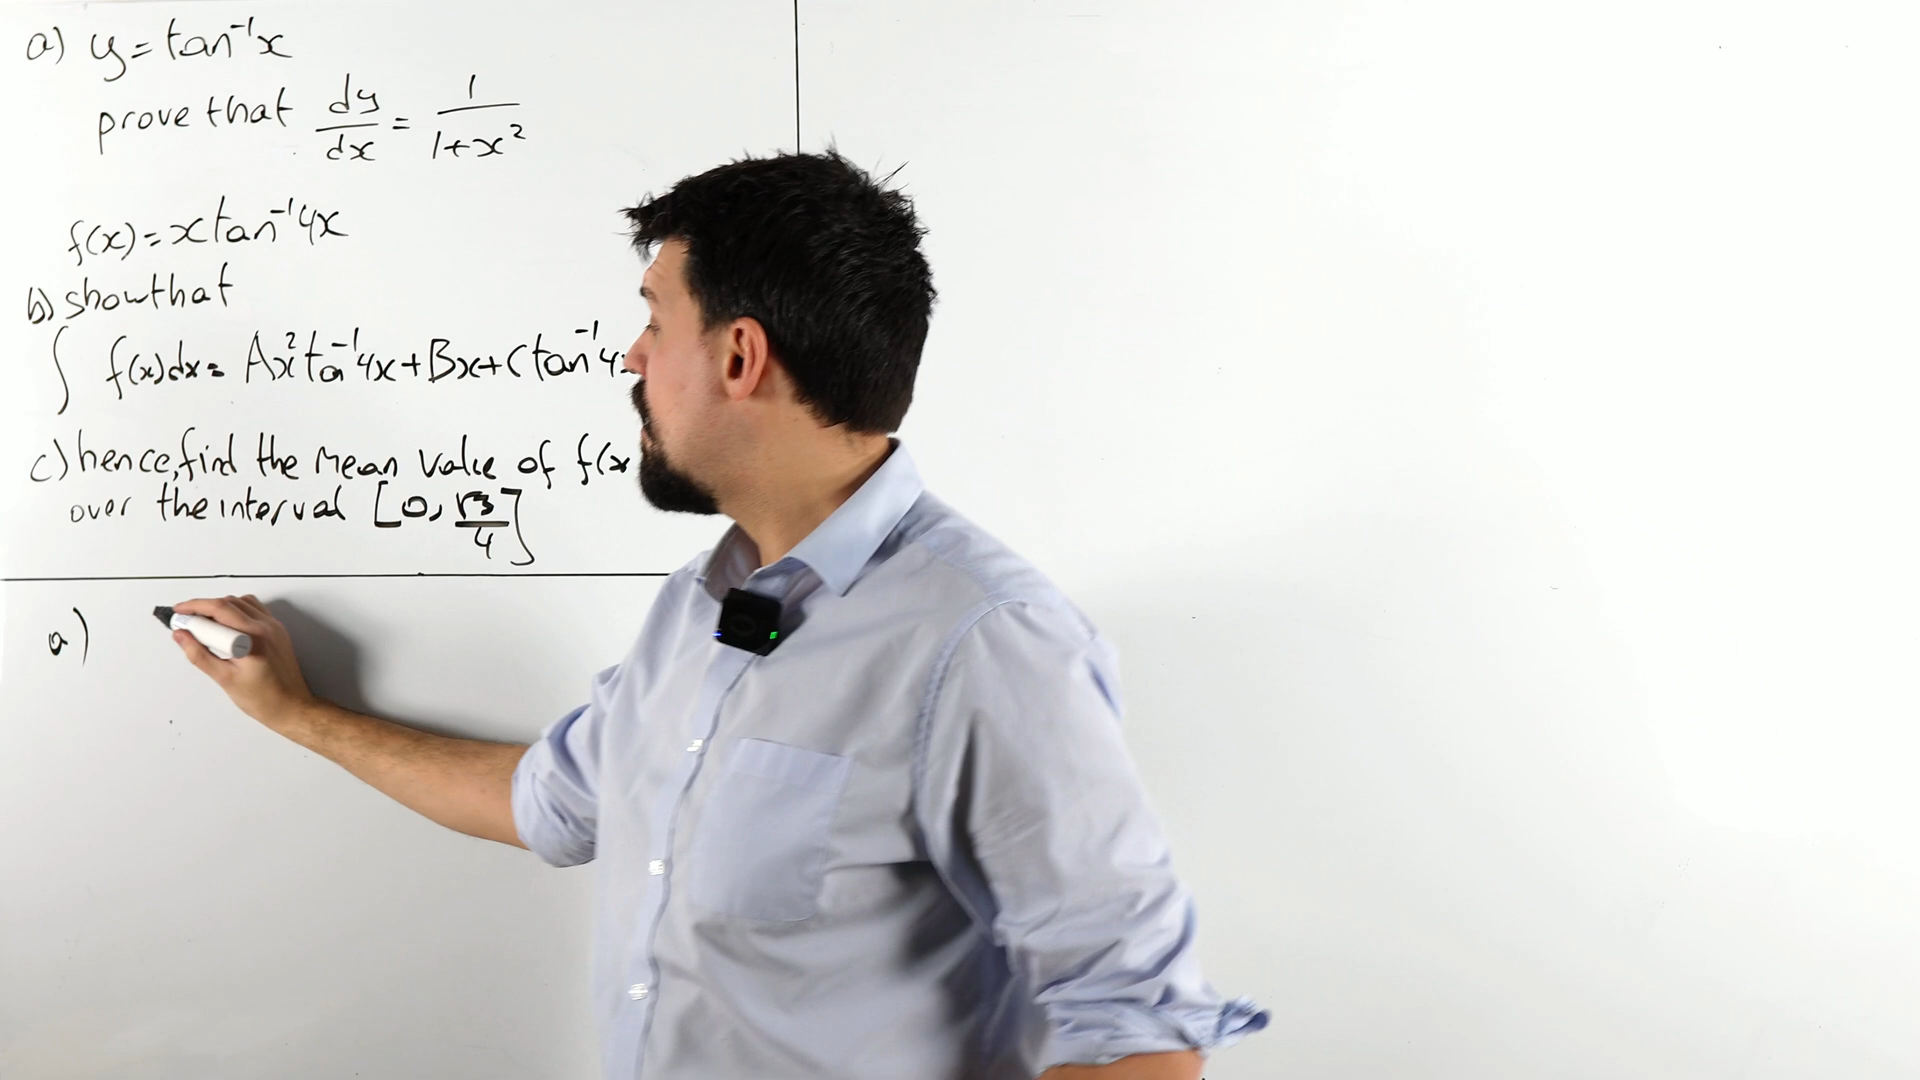 a) y = tan⁻¹x
prove that dy/dx = 1/(1+x²)
f(x) = x tan⁻¹4x
b) show that
∫ f(x) dx = Ax² tan⁻¹4x + Bx + C tan⁻¹4x
c) hence, find the mean value of f(x
over the interval [0, √3/4]
a)